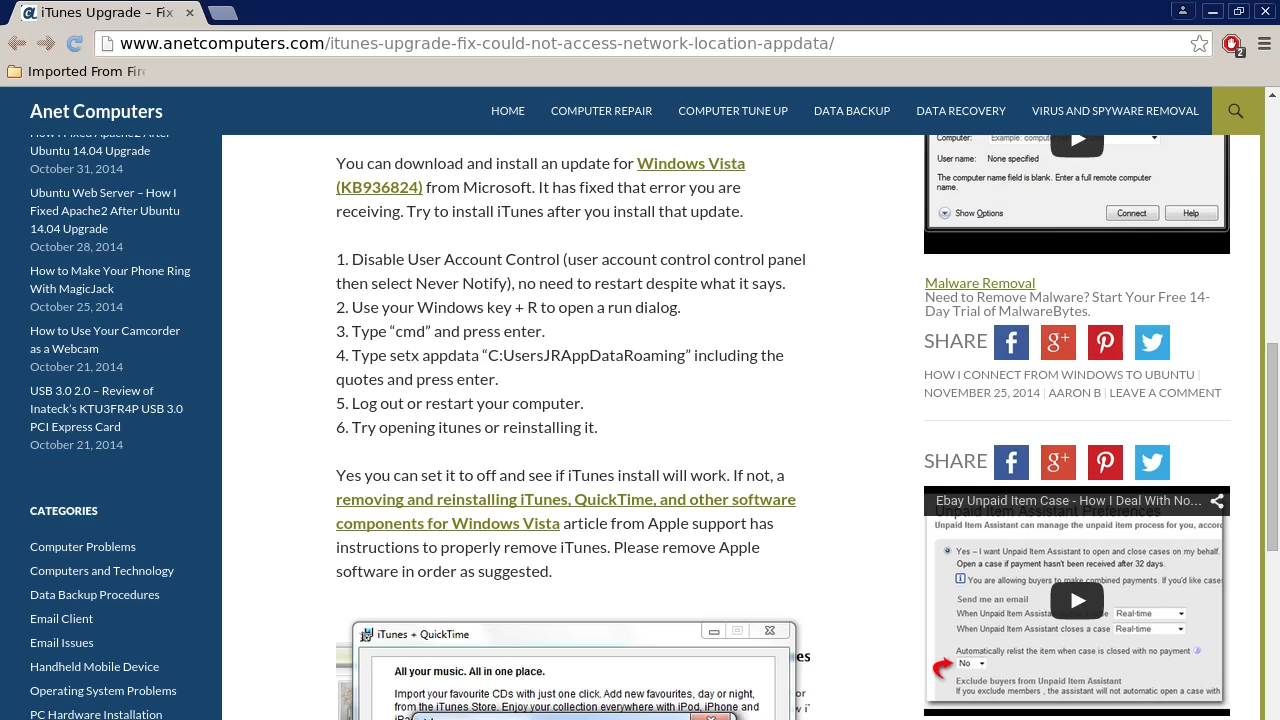 iTunes Upgrade – Fix
www.anetcomputers.com/itunes-upgrade-fix-could-not-access-network-location-appdata/
2
Imported From Fire
Anet Computers
HOME
COMPUTER REPAIR
COMPUTER TUNE UP
DATA BACKUP
DATA RECOVERY
VIRUS AND SPYWARE REMOVAL
How I Fixed Apache2 After
Ubuntu 14.04 Upgrade
October 31, 2014
Ubuntu Web Server – How I
Fixed Apache2 After Ubuntu
14.04 Upgrade
October 28, 2014
How to Make Your Phone Ring
With MagicJack
October 25, 2014
How to Use Your Camcorder
as a Webcam
October 21, 2014
USB 3.0 2.0 – Review of
Inateck’s KTU3FR4P USB 3.0
PCI Express Card
October 21, 2014
CATEGORIES
Computer Problems
Computers and Technology
Data Backup Procedures
Email Client
Email Issues
Handheld Mobile Device
Operating System Problems
PC Hardware Installation
You can download and install an update for Windows Vista
(KB936824) from Microsoft. It has fixed that error you are
receiving. Try to install iTunes after you install that update.
1. Disable User Account Control (user account control control panel
then select Never Notify), no need to restart despite what it says.
2. Use your Windows key + R to open a run dialog.
3. Type “cmd” and press enter.
4. Type setx appdata “C:UsersJRAppDataRoaming” including the
quotes and press enter.
5. Log out or restart your computer.
6. Try opening itunes or reinstalling it.
Yes you can set it to off and see if iTunes install will work. If not, a
removing and reinstalling iTunes, QuickTime, and other software
components for Windows Vista article from Apple support has
instructions to properly remove iTunes. Please remove Apple
software in order as suggested.
iTunes + QuickTime
All your music. All in one place.
Import your favourite CDs with just one click. Add new favourites, day or night,
from the iTunes Store. Enjoy your collection everywhere with iPod, iPhone and
es
or
Computer:
Example:
User name: None specified
The computer name field is blank. Enter a full remote computer
name.
Show Options
Connect
Help
Malware Removal
Need to Remove Malware? Start Your Free 14-
Day Trial of MalwareBytes.
SHARE
HOW I CONNECT FROM WINDOWS TO UBUNTU |
NOVEMBER 25, 2014 | AARON B | LEAVE A COMMENT
SHARE
Ebay Unpaid Item Case - How I Deal With No...
Unpaid Item Assistant Preferences
Unpaid Item Assistant can manage the unpaid item process for you, accord
Yes – I want Unpaid Item Assistant to open and close cases on my behalf.
Open a case if payment hasn't been received after 32 days.
You are allowing buyers to make combined payments. If you'd like cases
Send me an email
When Unpaid Item Assistant a case
Real-time
When Unpaid Item Assistant closes a case
Real-time
Automatically relist the item when case is closed with no payment
No
Exclude buyers from Unpaid Item Assistant
If you exclude members , the assistant will not automatic open a case with